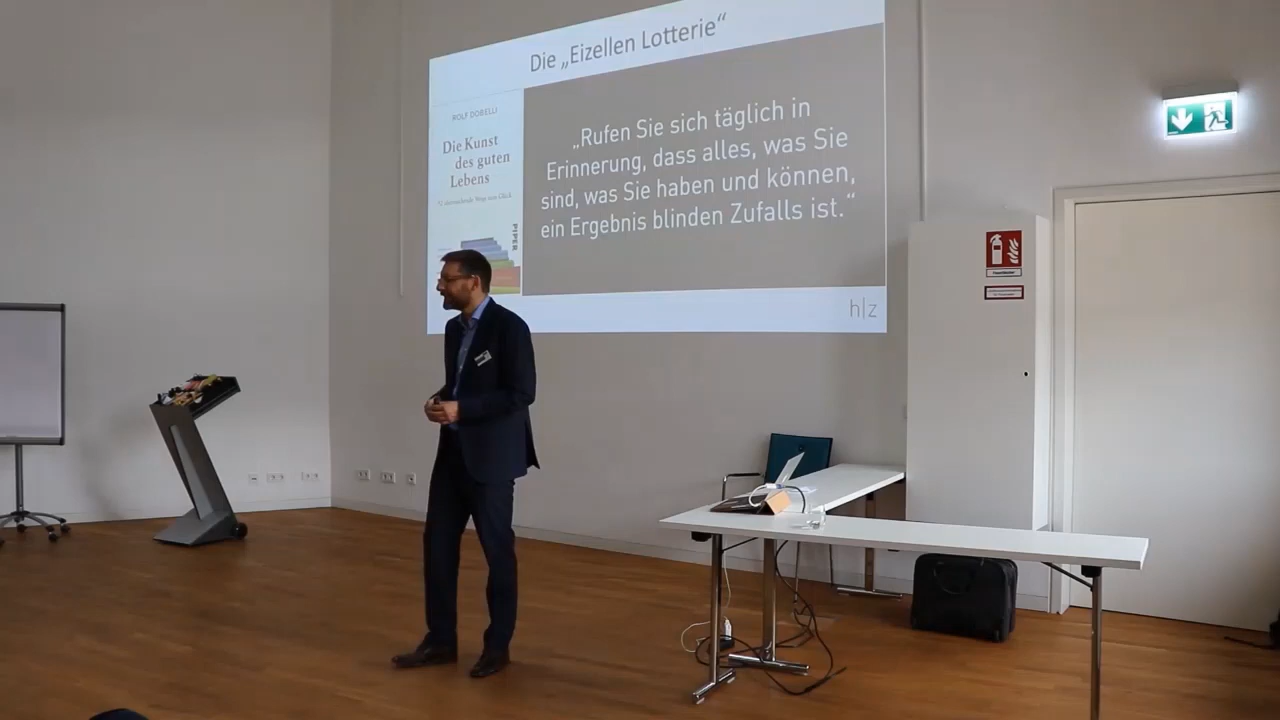 Die „Eizellen Lotterie“
ROLF DOBELLI
Die Kunst
des guten
Lebens
PIPER
„Rufen Sie sich täglich in
Erinnerung, dass alles, was Sie
sind, was Sie haben und können,
ein Ergebnis blinden Zufalls ist.“
h|z